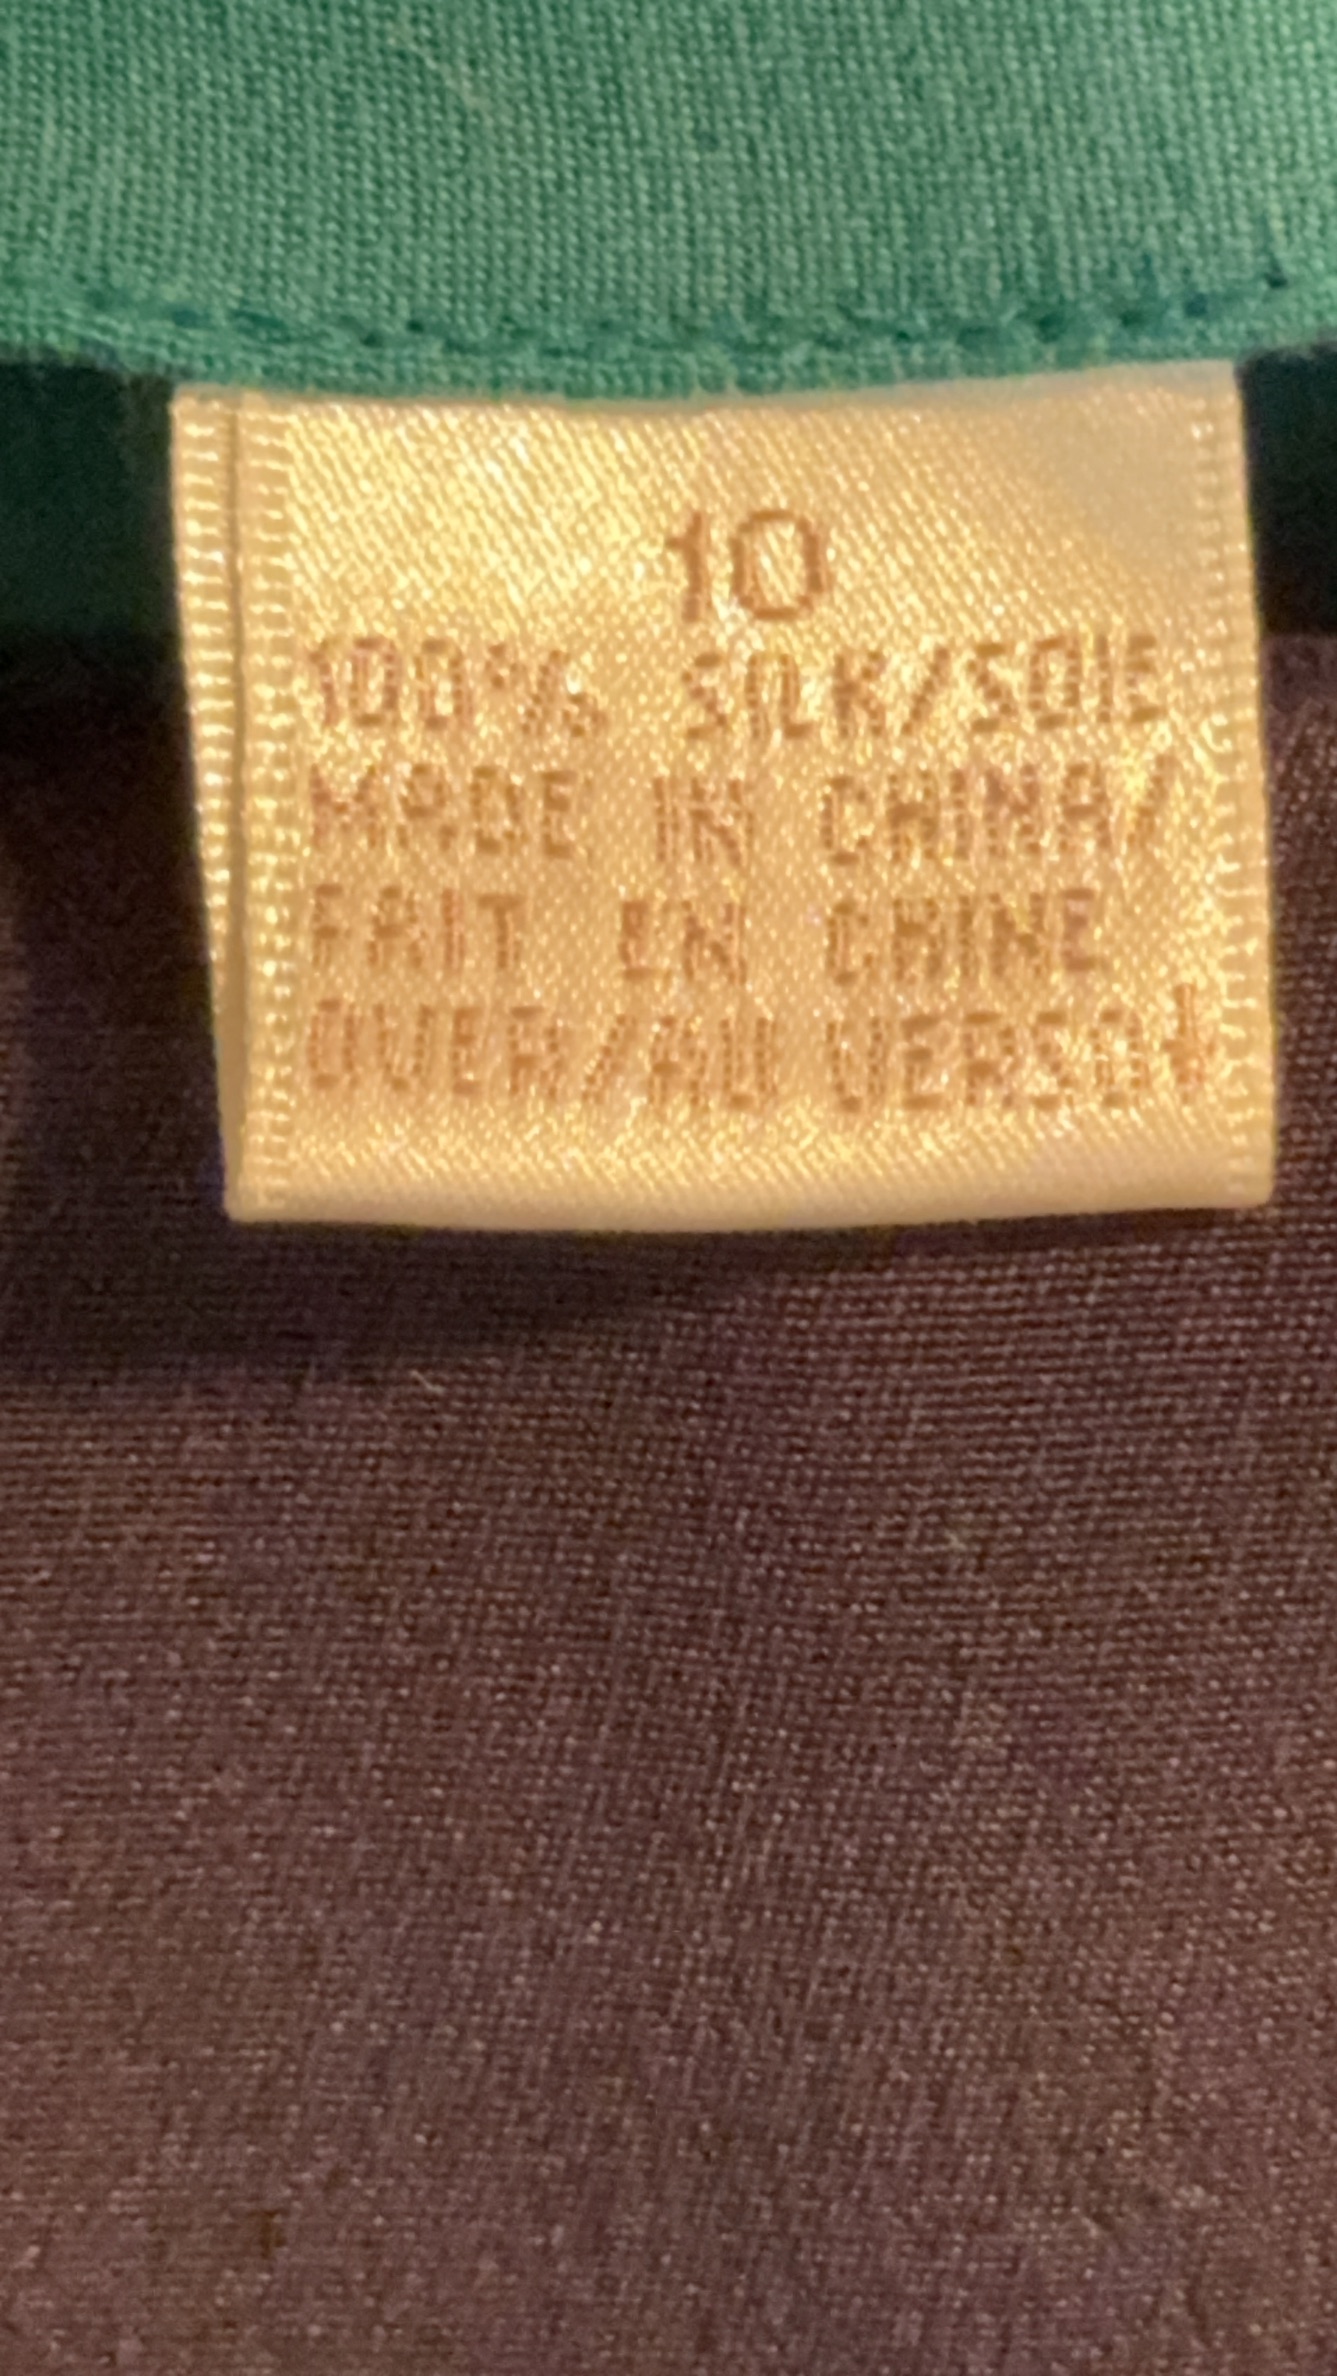 10
100% SILK/SOIE
MADE IN CHINA/
FAIT EN CHINE
OVER/AU VERSO↓